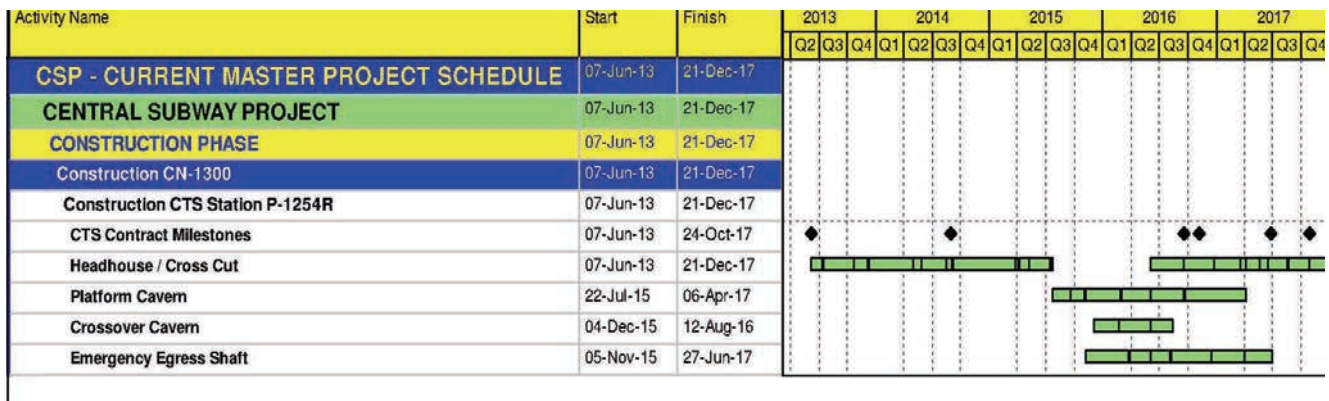 Activity Name Start Finish 2013 2014 2015 2016 2017
Q2 Q3 Q4 Q1 Q2 Q3 Q4 Q1 Q2 Q3 Q4 Q1 Q2 Q3 Q4 Q1 Q2 Q3 Q4
CSP - CURRENT MASTER PROJECT SCHEDULE 07-Jun-13 21-Dec-17
CENTRAL SUBWAY PROJECT 07-Jun-13 21-Dec-17
CONSTRUCTION PHASE 07-Jun-13 21-Dec-17
Construction CN-1300 07-Jun-13 21-Dec-17
Construction CTS Station P-1254R 07-Jun-13 21-Dec-17
CTS Contract Milestones 07-Jun-13 24-Oct-17
Headhouse / Cross Cut 07-Jun-13 21-Dec-17
Platform Cavern 22-Jul-15 06-Apr-17
Crossover Cavern 04-Dec-15 12-Aug-16
Emergency Egress Shaft 05-Nov-15 27-Jun-17